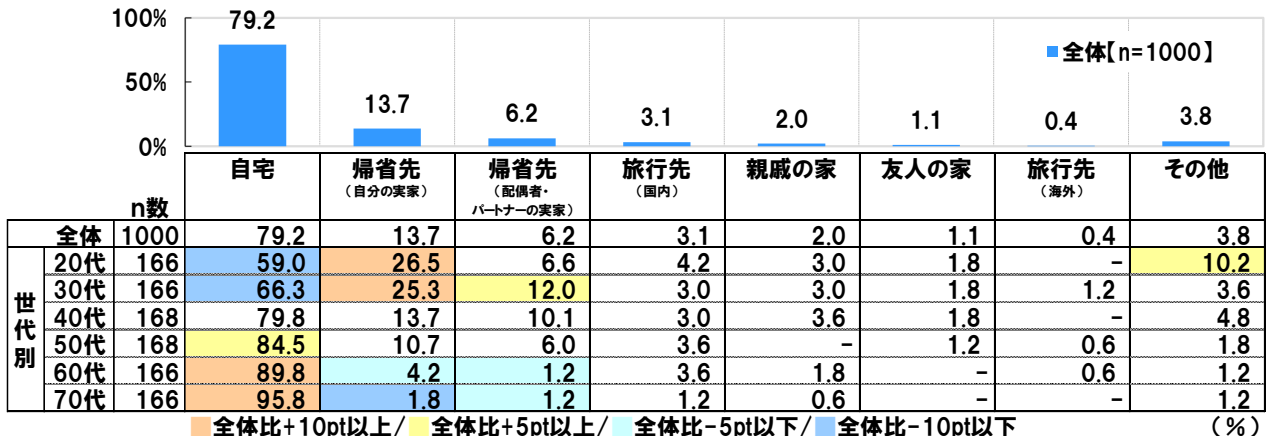 100%
50%
0%
79.2 13.7 6.2 3.1 2.0 1.1 0.4 3.8
全体【n=1000】
n数 自宅 帰省先（自分の実家） 帰省先（配偶者・パートナーの実家） 旅行先（国内） 親戚の家 友人の家 旅行先（海外） その他
全体 1000 79.2 13.7 6.2 3.1 2.0 1.1 0.4 3.8
世代別
20代 166 59.0 26.5 6.6 4.2 3.0 1.8 - 10.2
30代 166 66.3 25.3 12.0 3.0 3.0 1.8 1.2 3.6
40代 168 79.8 13.7 10.1 3.0 3.6 1.8 - 4.8
50代 168 84.5 10.7 6.0 3.6 - 1.2 0.6 1.8
60代 166 89.8 4.2 1.2 3.6 1.8 - 0.6 1.2
70代 166 95.8 1.8 1.2 1.2 0.6 - - 1.2
全体比+10pt以上/ 全体比+5pt以上/ 全体比-5pt以下/ 全体比-10pt以下 （%）